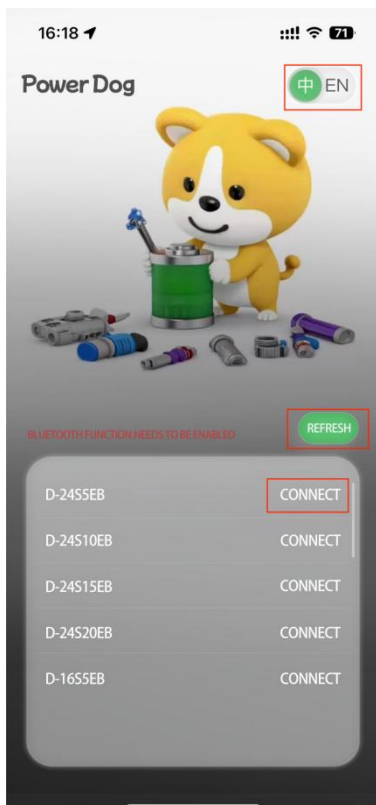 16:18
71
Power Dog
中 EN
BLUETOOTH FUNCTION NEEDS TO BE ENABLED
REFRESH
D-24S5EB CONNECT
D-24S10EB CONNECT
D-24S15EB CONNECT
D-24S20EB CONNECT
D-16S5EB CONNECT